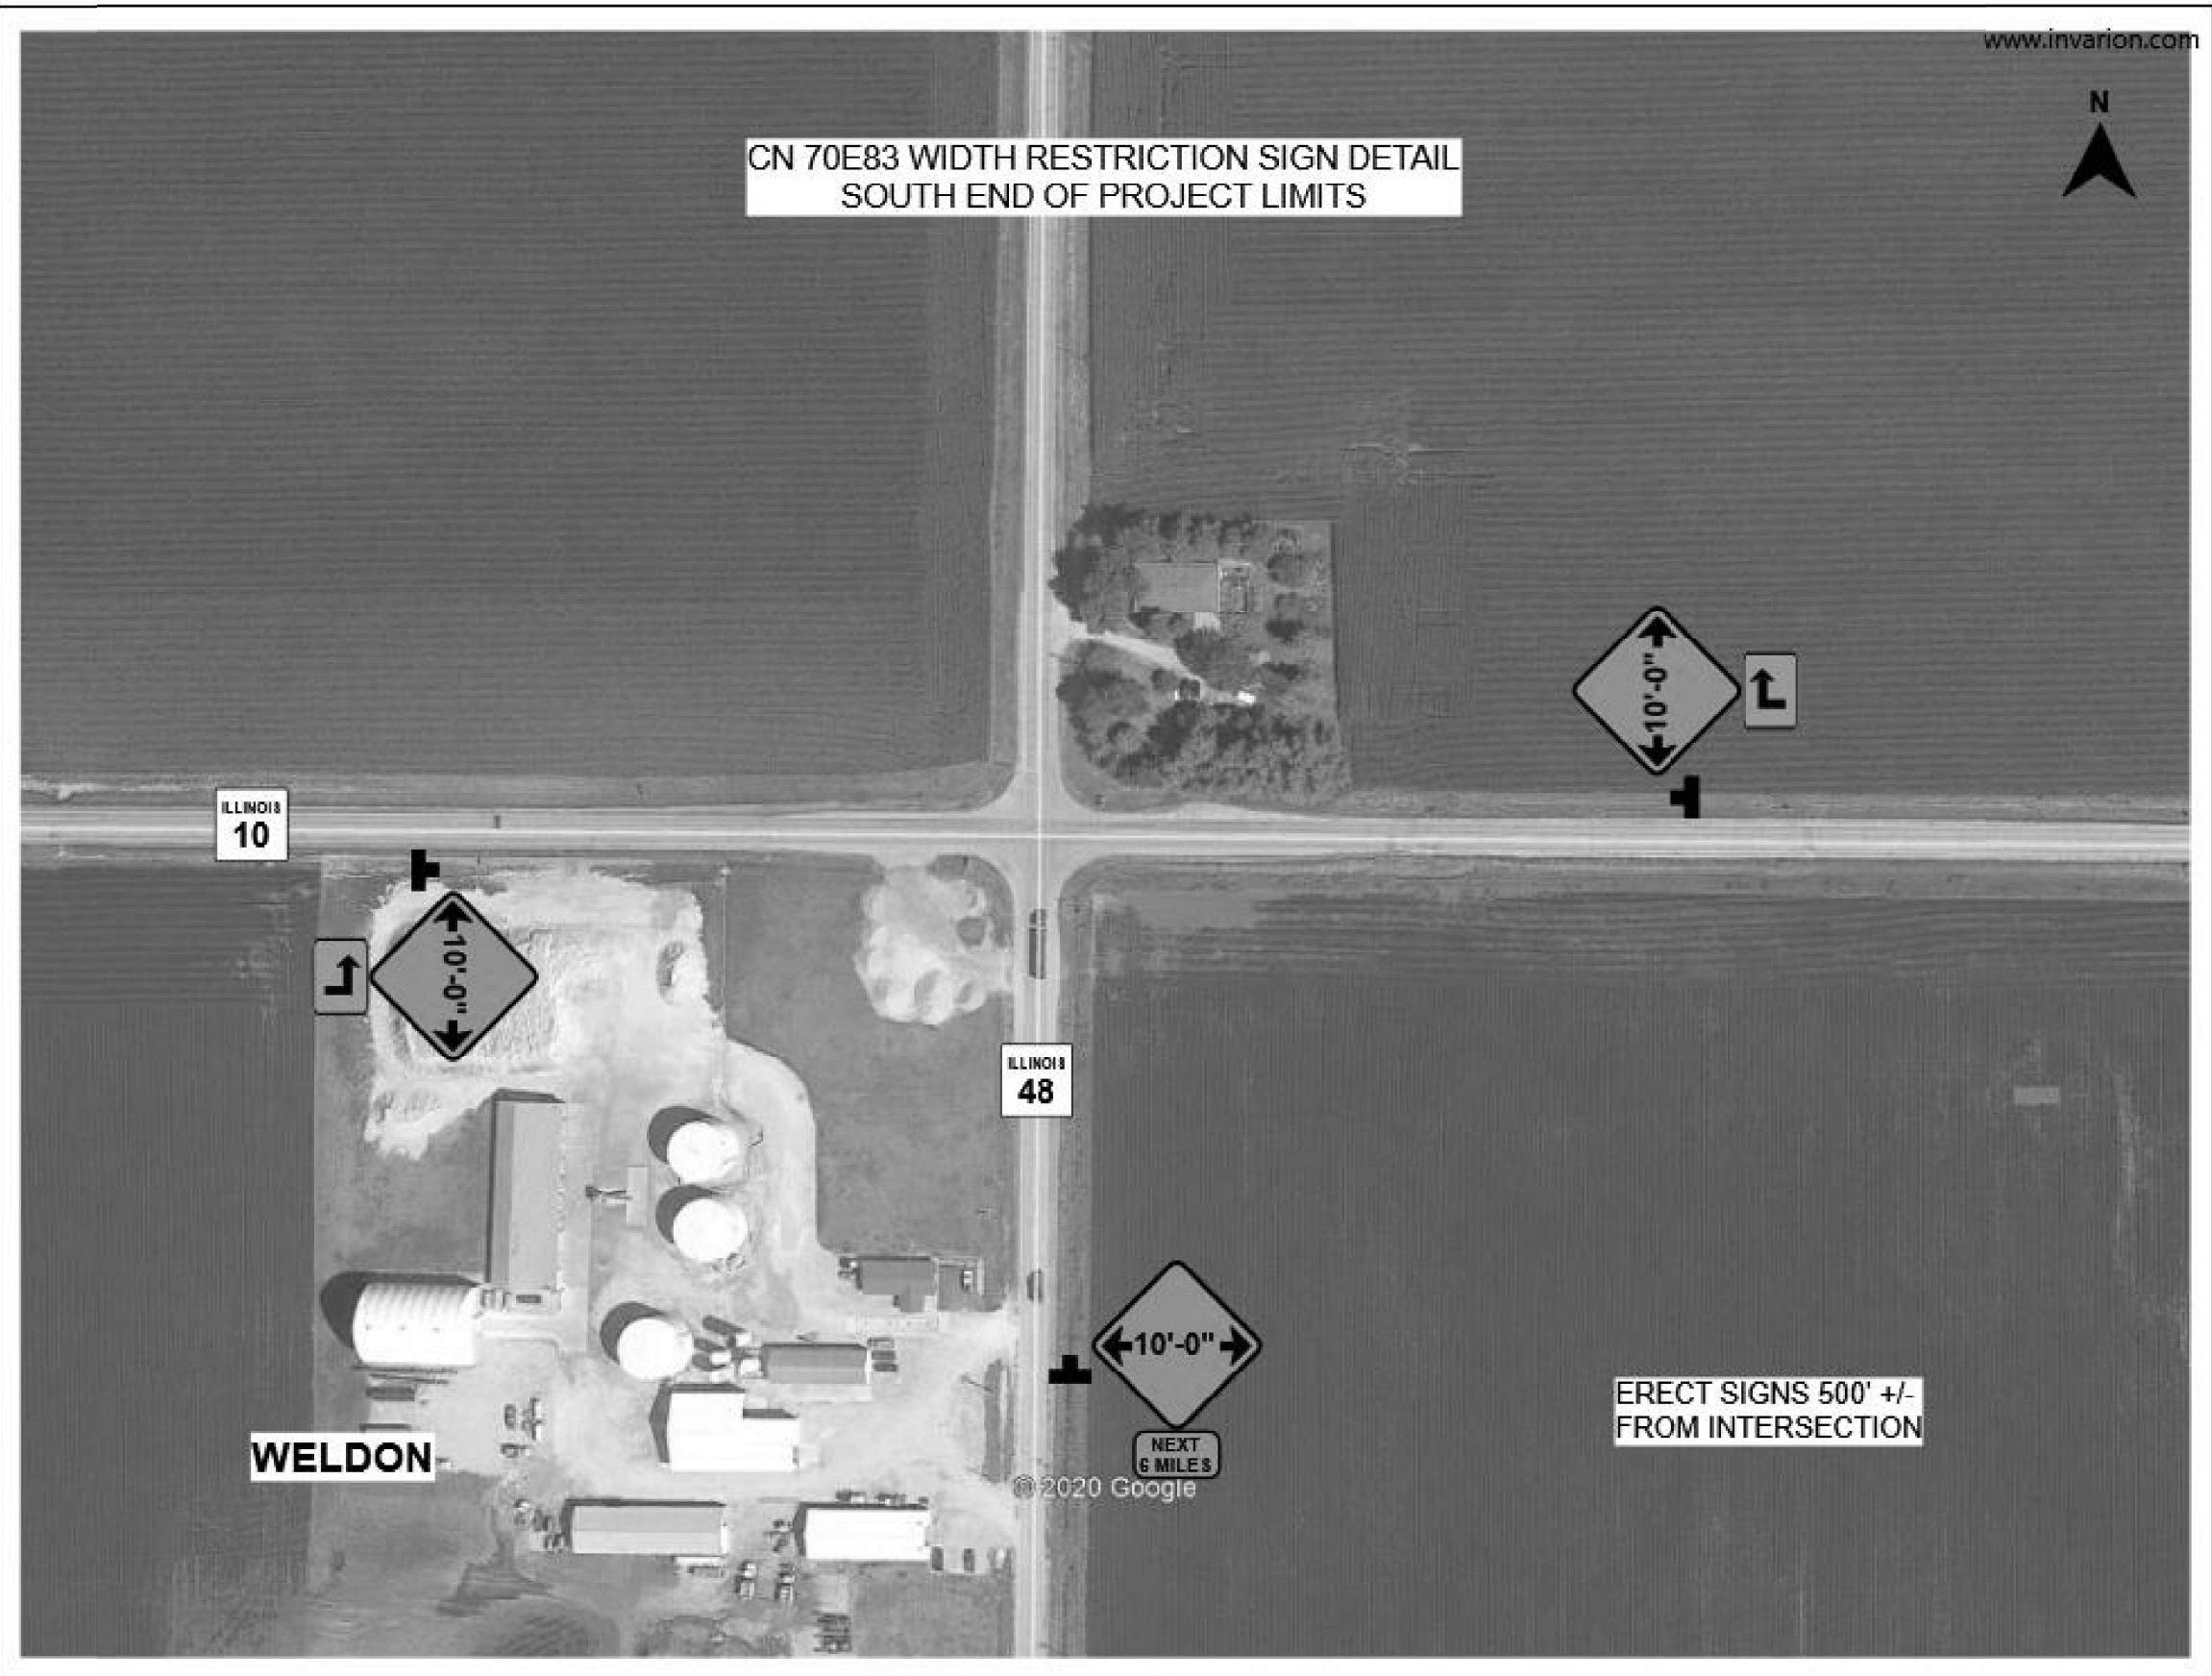 www.invarion.com
N
CN 70E83 WIDTH RESTRICTION SIGN DETAIL
SOUTH END OF PROJECT LIMITS
10'-0"
ILLINOIS
10
10'-0"
ILLINOIS
48
10'-0"
NEXT
6 MILES
ERECT SIGNS 500' +/-
FROM INTERSECTION
WELDON
© 2020 Google